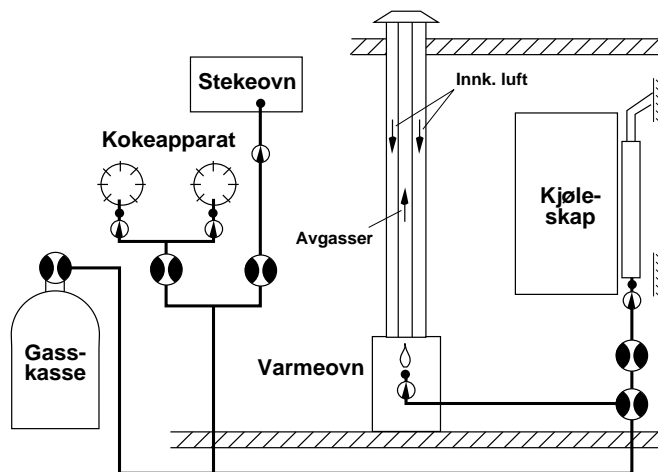 Stekeovn
Innk. luft
Kokeapparat
Kjøle-
skap
Avgasser
Gass-
kasse
Varmeovn